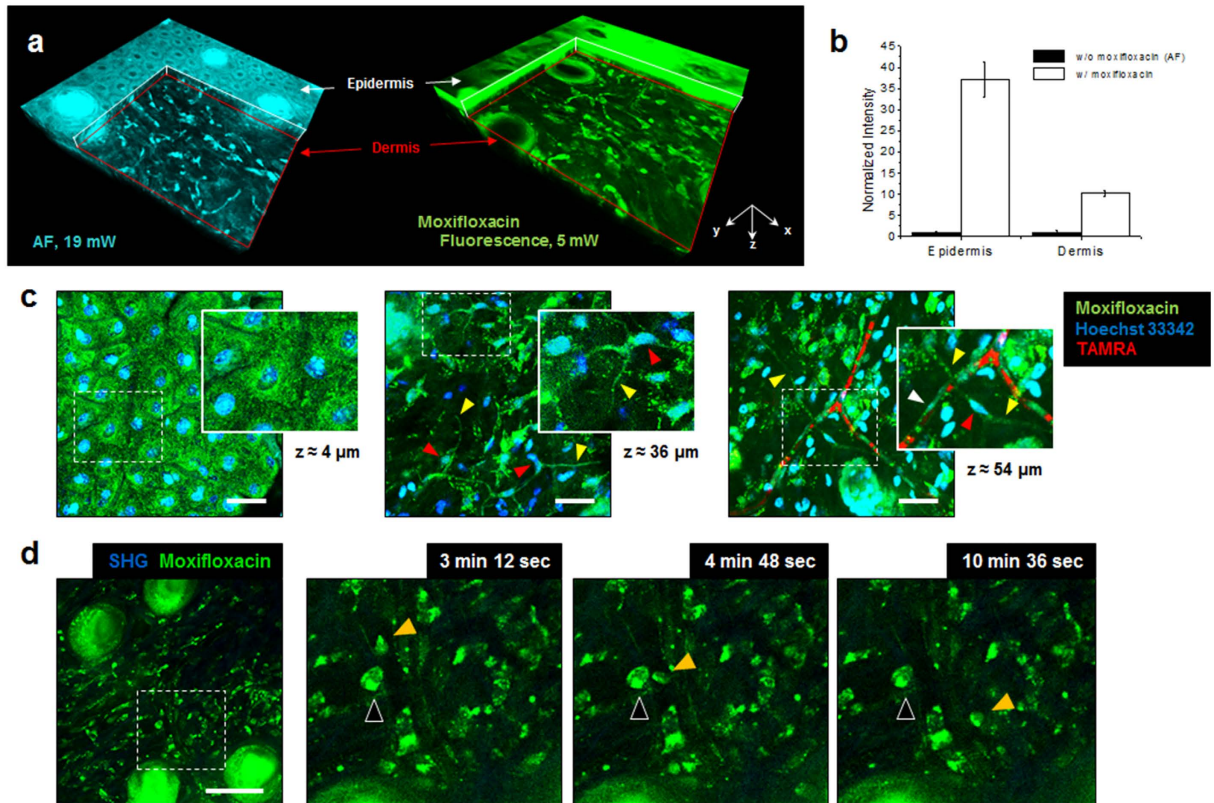 a
Epidermis
Dermis
AF, 19 mW
Moxifloxacin
Fluorescence, 5 mW
y
z
x
b
w/o moxifloxacin (AF)
w/ moxifloxacin
Normalized Intensity
45
40
35
30
25
20
15
10
5
0
Epidermis
Dermis
c
z ≈ 4 µm
z ≈ 36 µm
z ≈ 54 µm
Moxifloxacin
Hoechst 33342
TAMRA
d
SHG Moxifloxacin
3 min 12 sec
4 min 48 sec
10 min 36 sec